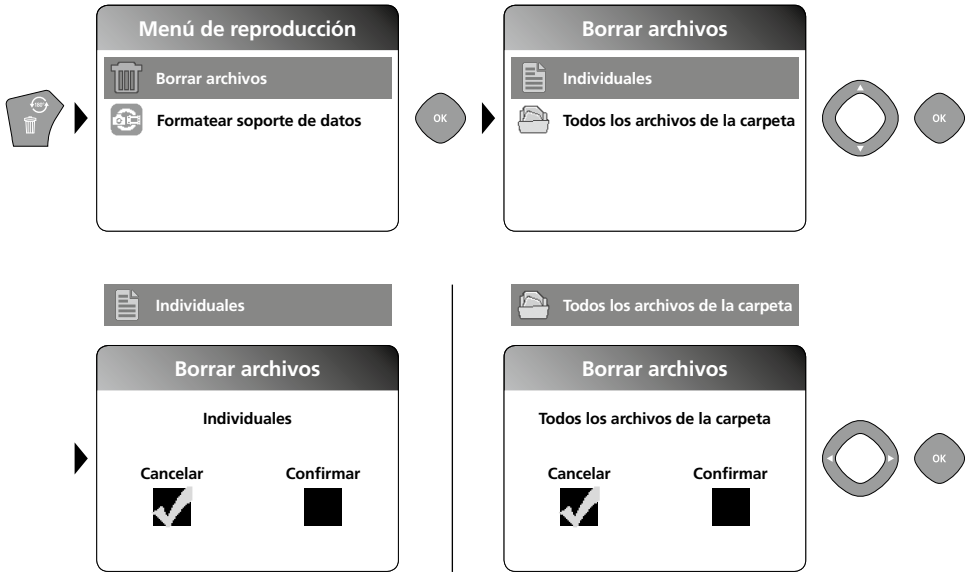 Menú de reproducción
Borrar archivos
Formatear soporte de datos
180°
OK
Borrar archivos
Individuales
Todos los archivos de la carpeta
OK
Individuales
Borrar archivos
Individuales
Cancelar Confirmar
Todos los archivos de la carpeta
Borrar archivos
Todos los archivos de la carpeta
Cancelar Confirmar
OK